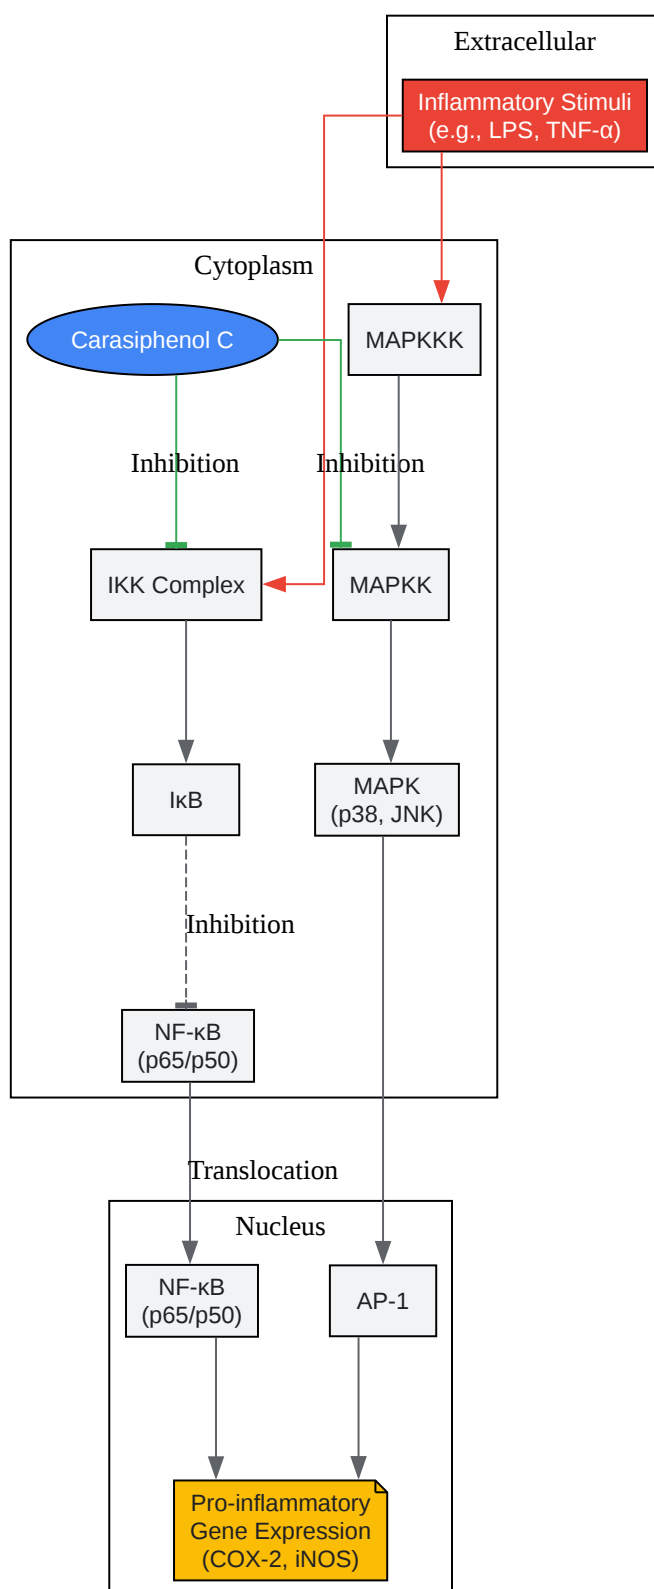 Extracellular
Inflammatory Stimuli
(e.g., LPS, TNF-α)
Cytoplasm
Carasiphenol C
MAPKKK
Inhibition
Inhibition
IKK Complex
MAPKK
IκB
MAPK
(p38, JNK)
Inhibition
NF-κB
(p65/p50)
Translocation
Nucleus
NF-κB
(p65/p50)
AP-1
Pro-inflammatory
Gene Expression
(COX-2, iNOS)